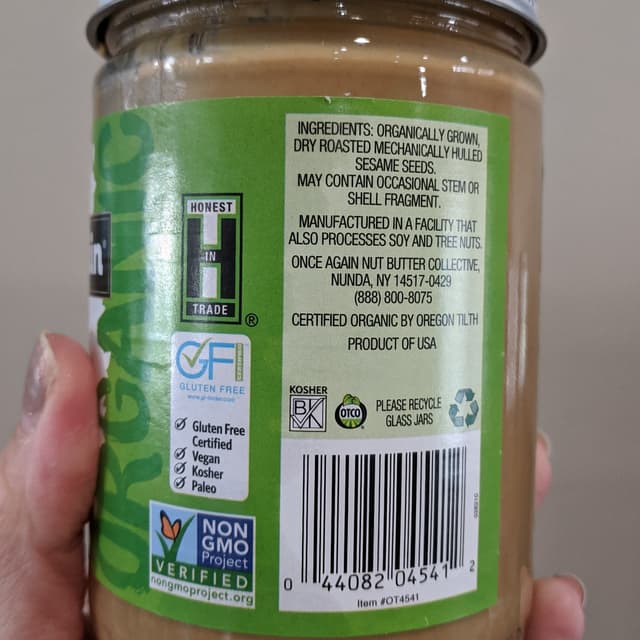 ORGANIC
HONEST
IN
TRADE
®
GF
CERTIFIED
GLUTEN FREE
Gluten Free
Certified
Vegan
Kosher
Paleo
NON
GMO
Project
VERIFIED
nongmoproject.org
INGREDIENTS: ORGANICALLY GROWN,
DRY ROASTED MECHANICALLY HULLED
SESAME SEEDS.
MAY CONTAIN OCCASIONAL STEM OR
SHELL FRAGMENT.
MANUFACTURED IN A FACILITY THAT
ALSO PROCESSES SOY AND TREE NUTS.
ONCE AGAIN NUT BUTTER COLLECTIVE,
NUNDA, NY 14517-0429
(888) 800-8075
CERTIFIED ORGANIC BY OREGON TILTH
PRODUCT OF USA
KOSHER
OTCO
PLEASE RECYCLE
GLASS JARS
0 44082 04541 2
Item #OT4541